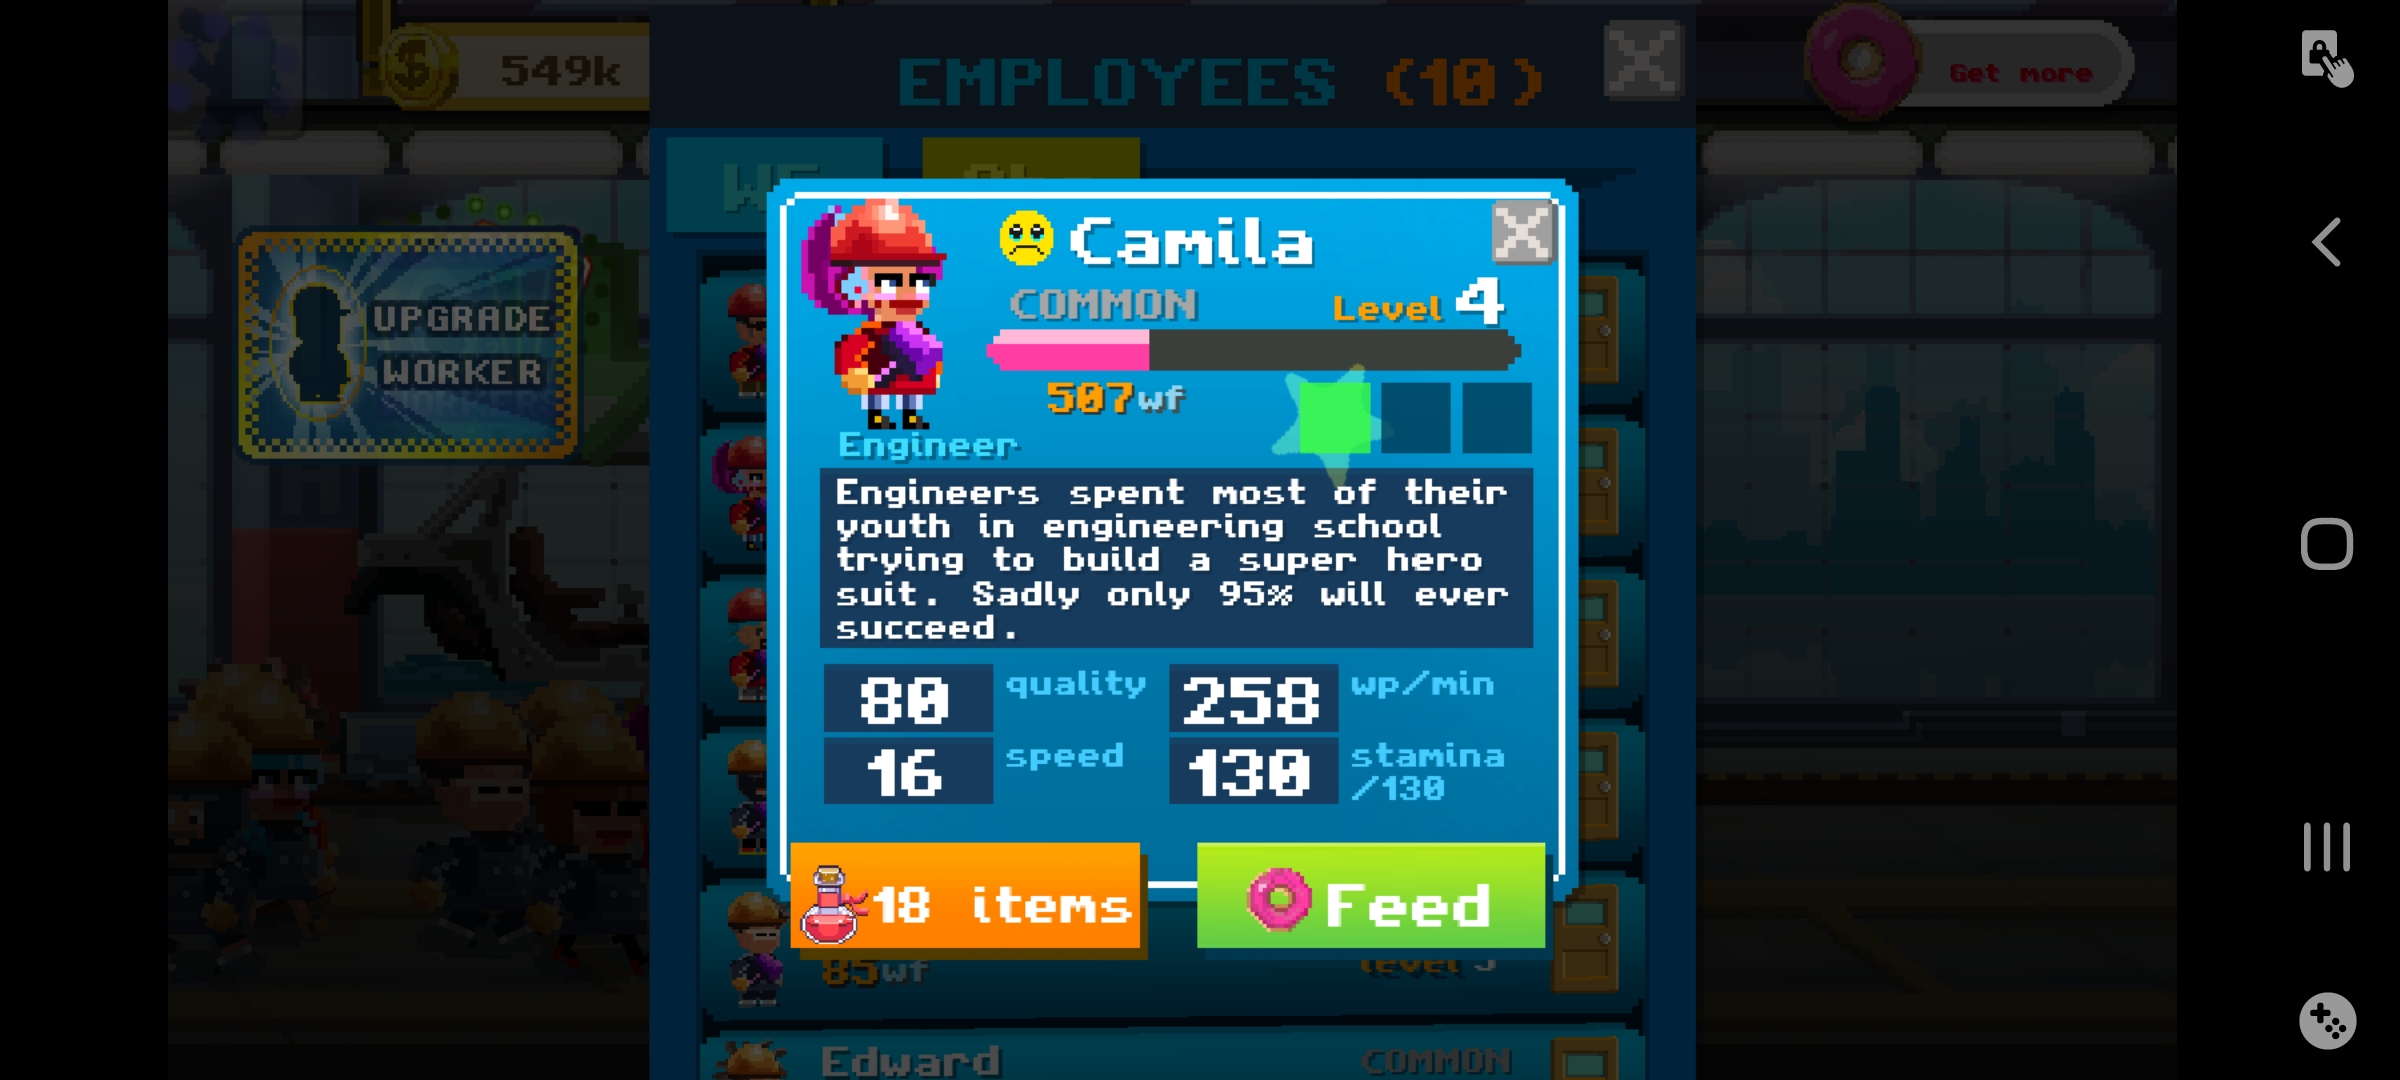 549k
EMPLOYEES (10)
Get more
UPGRADE
WORKER
Camila
COMMON
Level 4
507wf
Engineer
Engineers spent most of their
youth in engineering school
trying to build a super hero
suit. Sadly only 95% will ever
succeed.
80 quality
258 wp/min
16 speed
130 stamina
/130
18 items
Feed
85wf
level
Edward
COMMON